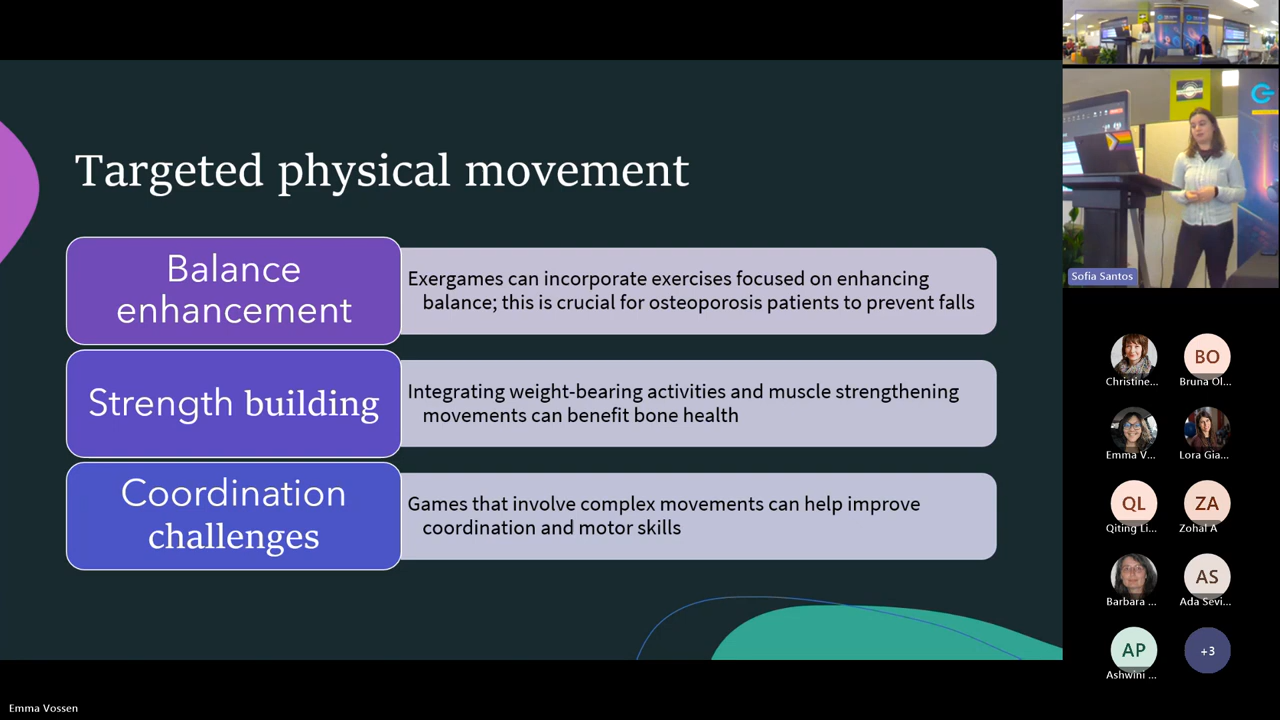 Targeted physical movement
Balance
enhancement
Exergames can incorporate exercises focused on enhancing
balance; this is crucial for osteoporosis patients to prevent falls
Strength building
Integrating weight-bearing activities and muscle strengthening
movements can benefit bone health
Coordination
challenges
Games that involve complex movements can help improve
coordination and motor skills
Sofia Santos
Christine...
BO
Bruna Ol...
Emma V...
Lora Gia...
QL
Qiting Li...
ZA
Zohal A
Barbara ...
AS
Ada Sevi...
AP
Ashwini ...
+3
Emma Vossen